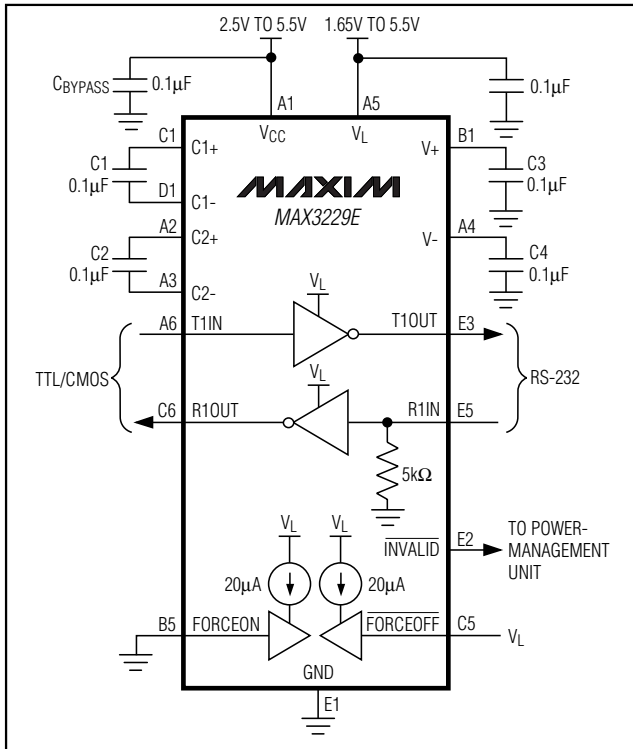 2.5V TO 5.5V 1.65V TO 5.5V
CBYPASS 0.1µF 0.1µF
A1 A5
VCC VL
C1 C1+ V+ B1
C1 0.1µF C3 0.1µF
D1 C1-
MAXIM
MAX3229E
A2 C2+ V- A4
C2 0.1µF C4 0.1µF
A3 C2-
VL
A6 T1IN T1OUT E3
TTL/CMOS RS-232
VL
C6 R1OUT R1IN E5
5kΩ
VL VL INVALID E2 TO POWER-
MANAGEMENT
UNIT
20µA 20µA
B5 FORCEON FORCEOFF C5 VL
GND
E1